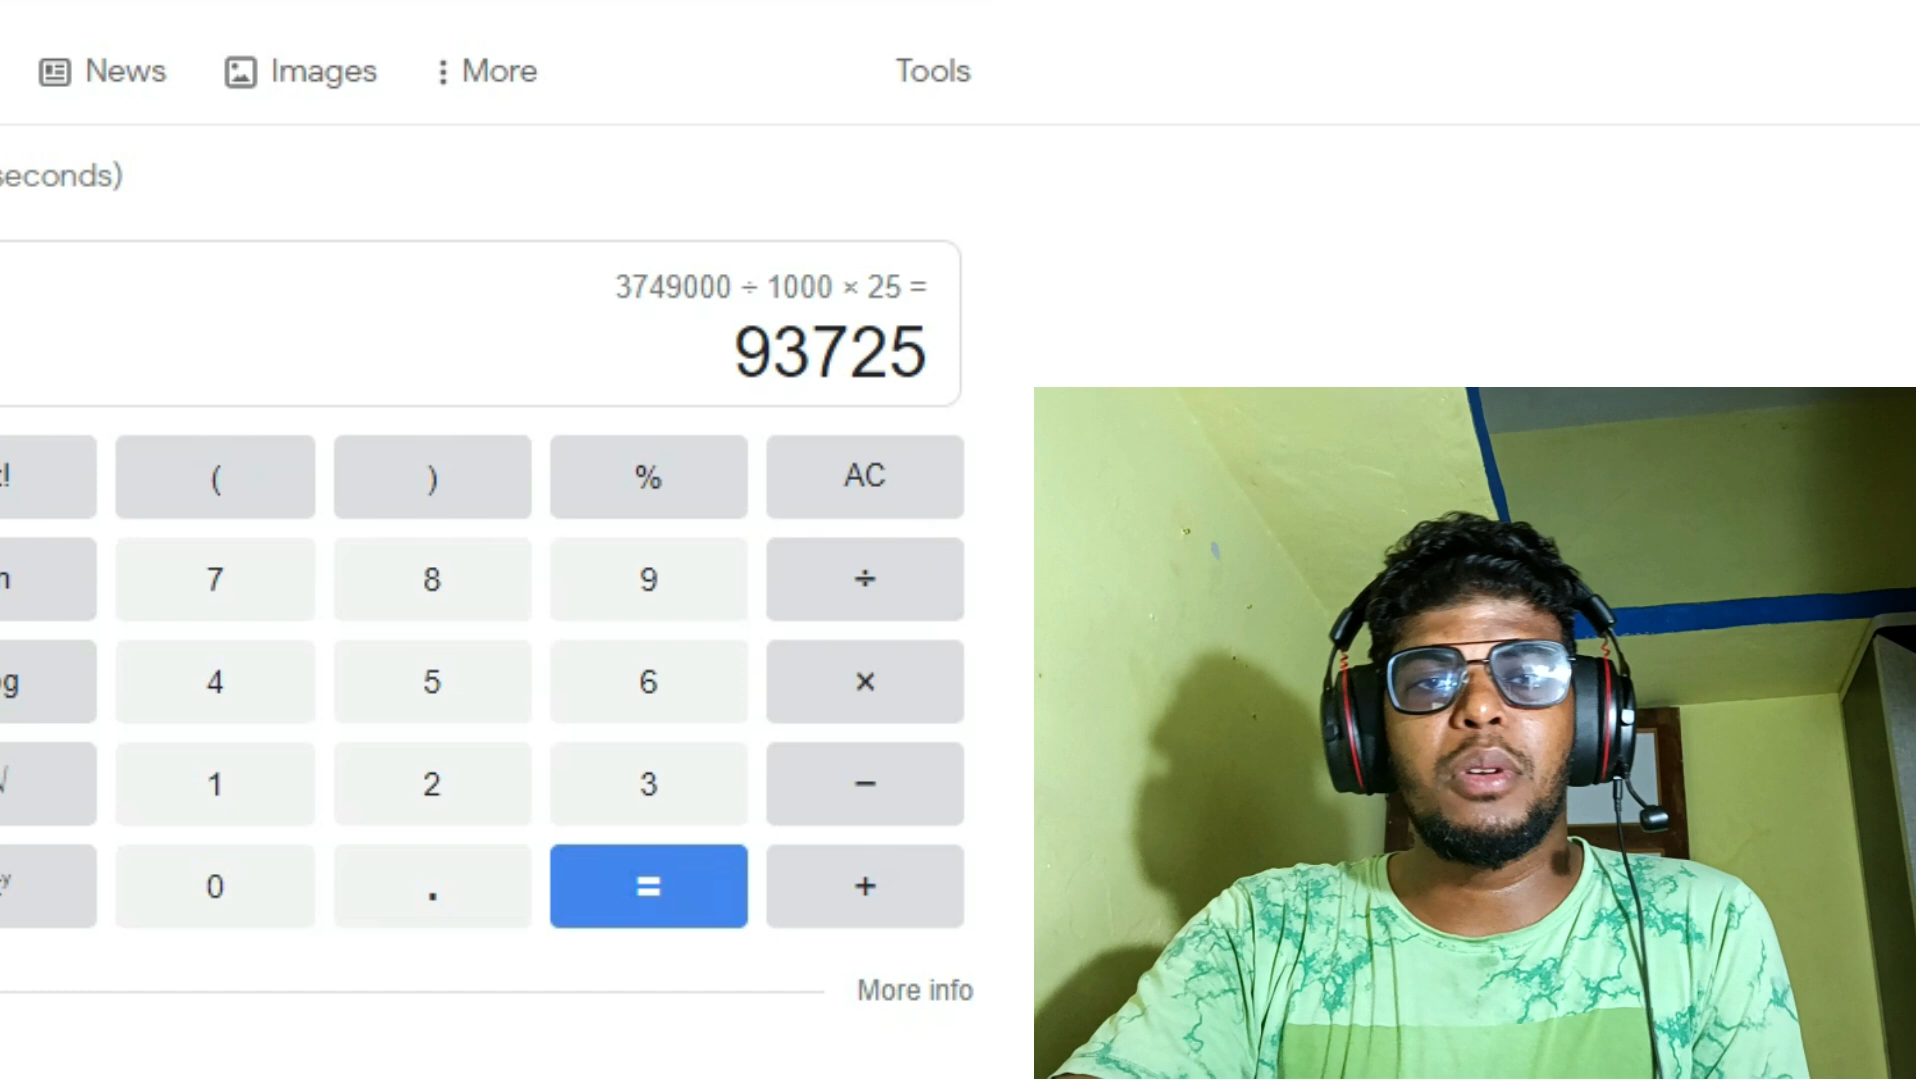 News Images More Tools
seconds)
3749000 ÷ 1000 × 25 =
93725
( ) % AC
7 8 9 ÷
4 5 6 ×
1 2 3 −
0 . = +
More info